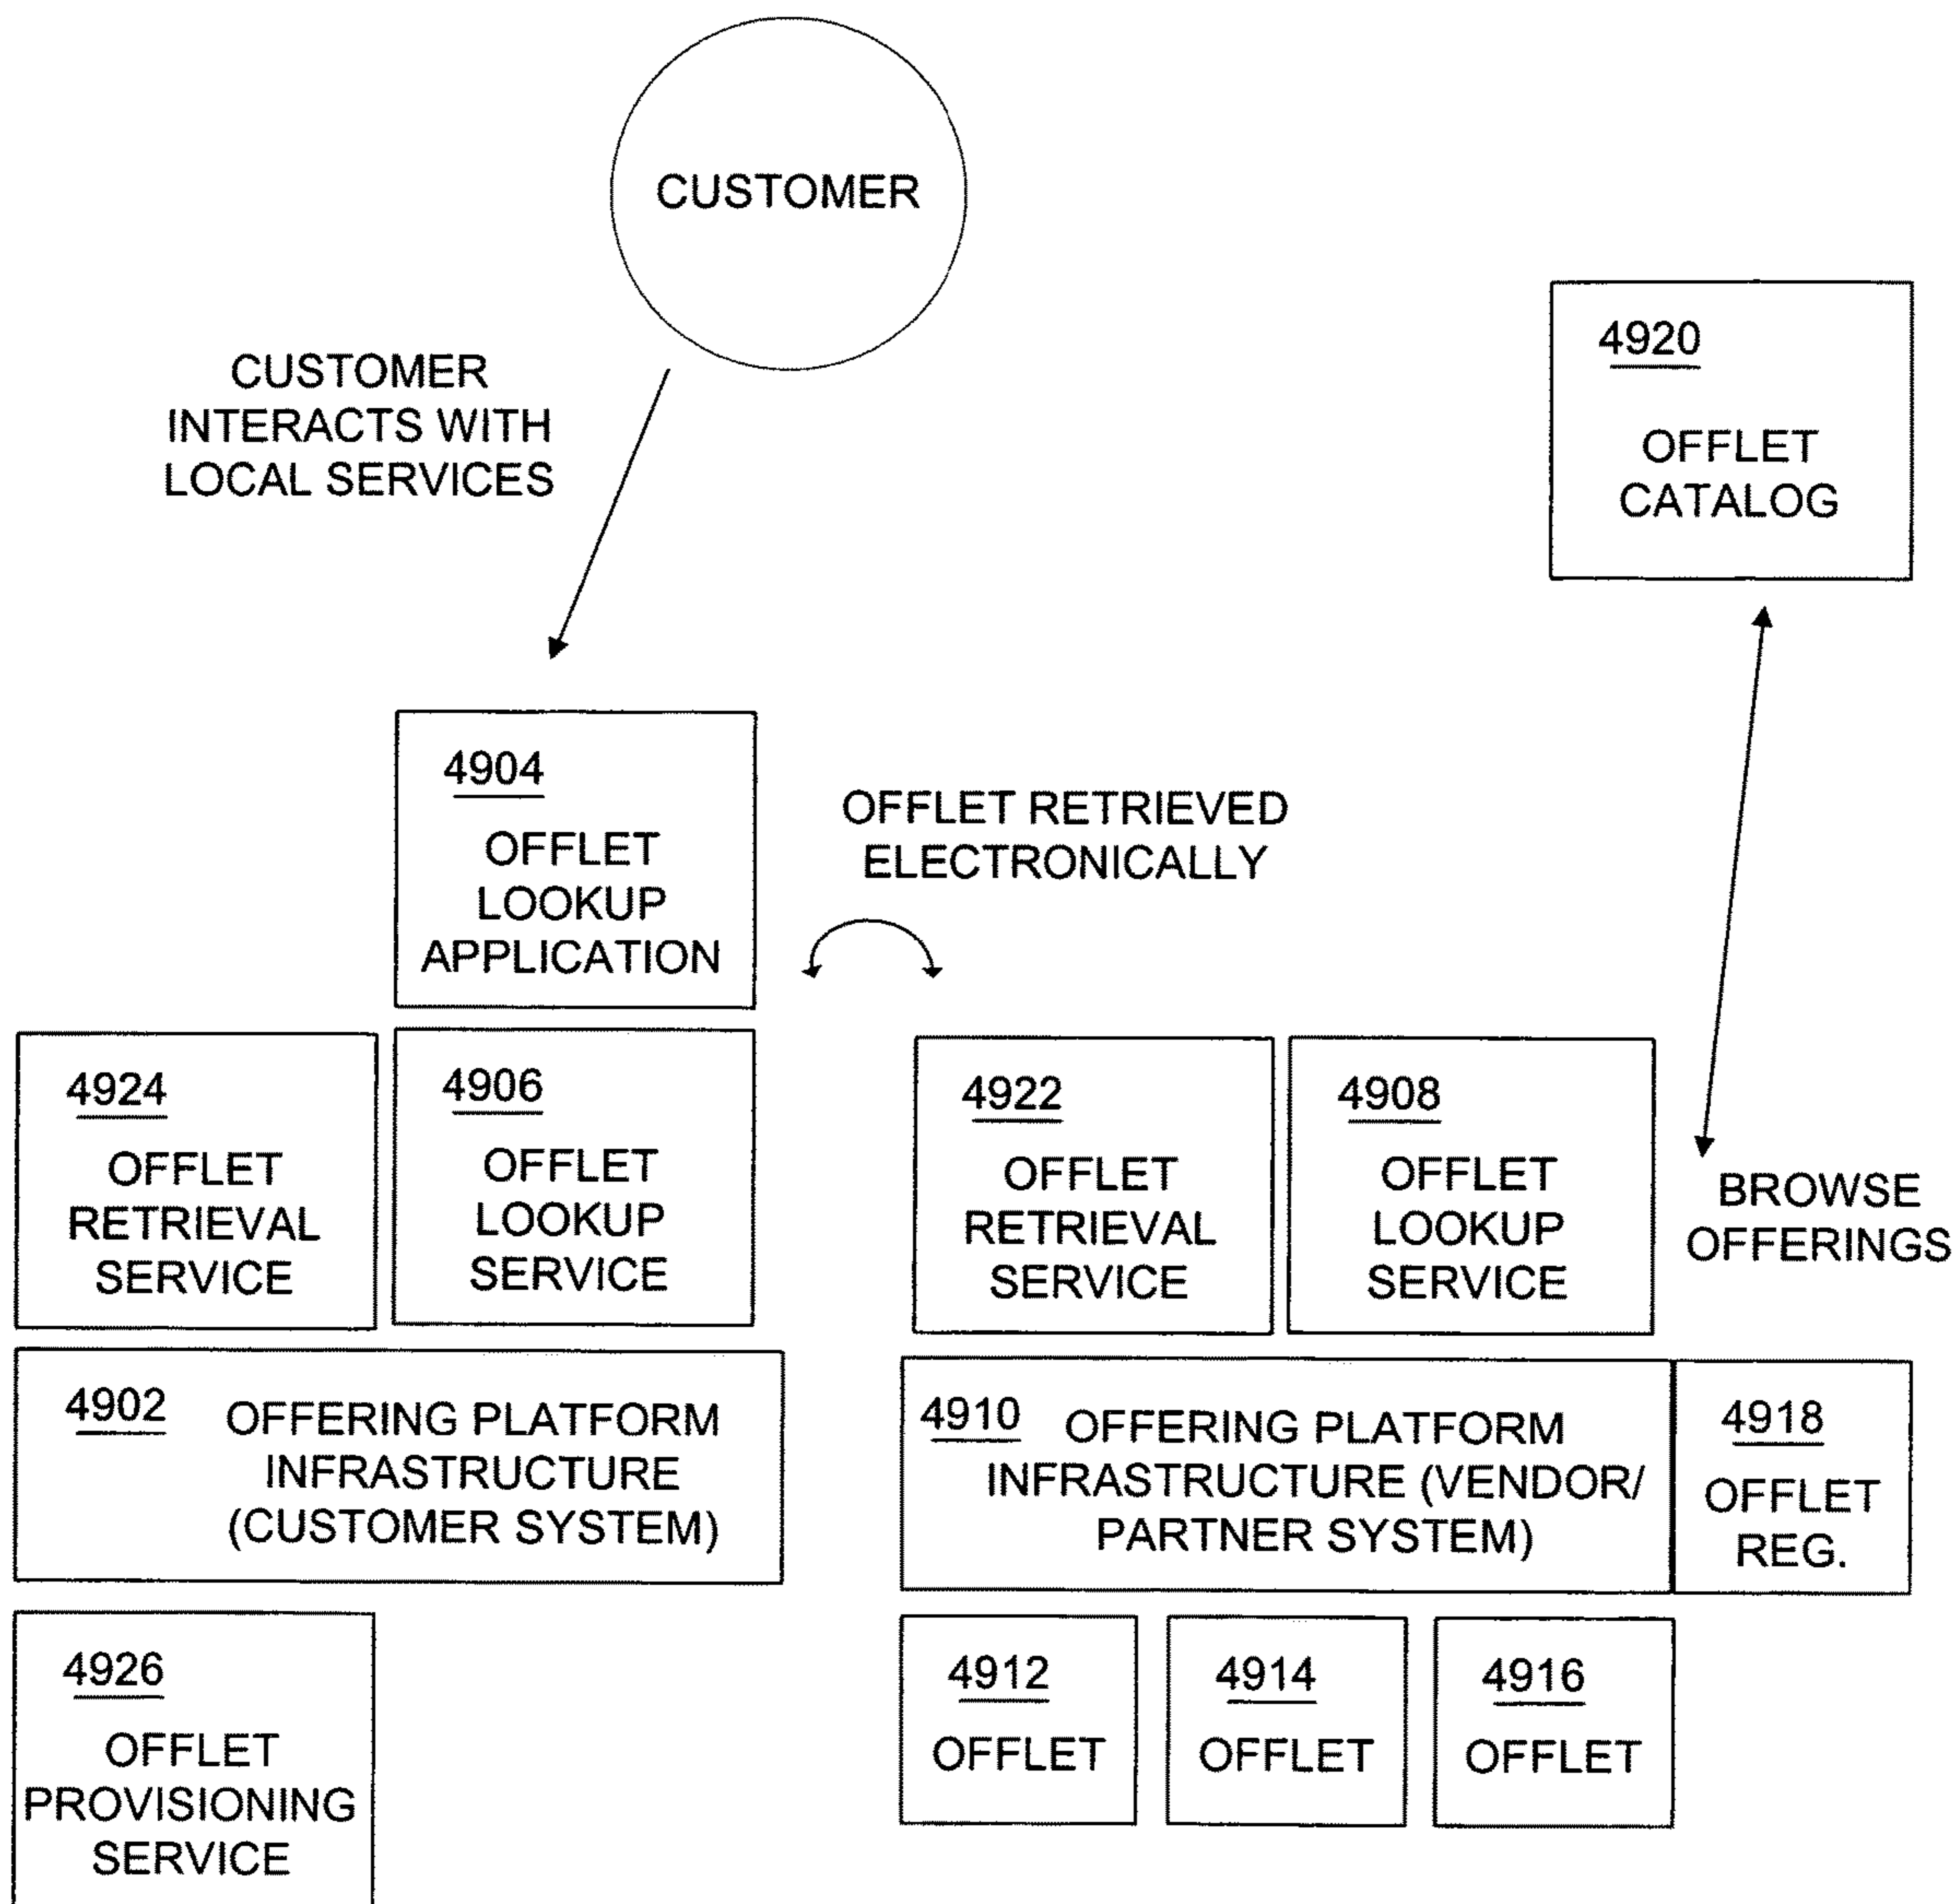 CUSTOMER
CUSTOMER
INTERACTS WITH
LOCAL SERVICES
4920
OFFLET
CATALOG
4904
OFFLET
LOOKUP
APPLICATION
OFFLET RETRIEVED
ELECTRONICALLY
4924
OFFLET
RETRIEVAL
SERVICE
4906
OFFLET
LOOKUP
SERVICE
4922
OFFLET
RETRIEVAL
SERVICE
4908
OFFLET
LOOKUP
SERVICE
BROWSE
OFFERINGS
4902 OFFERING PLATFORM
INFRASTRUCTURE
(CUSTOMER SYSTEM)
4910 OFFERING PLATFORM
INFRASTRUCTURE (VENDOR/
PARTNER SYSTEM)
4918
OFFLET
REG.
4926
OFFLET
PROVISIONING
SERVICE
4912
OFFLET
4914
OFFLET
4916
OFFLET